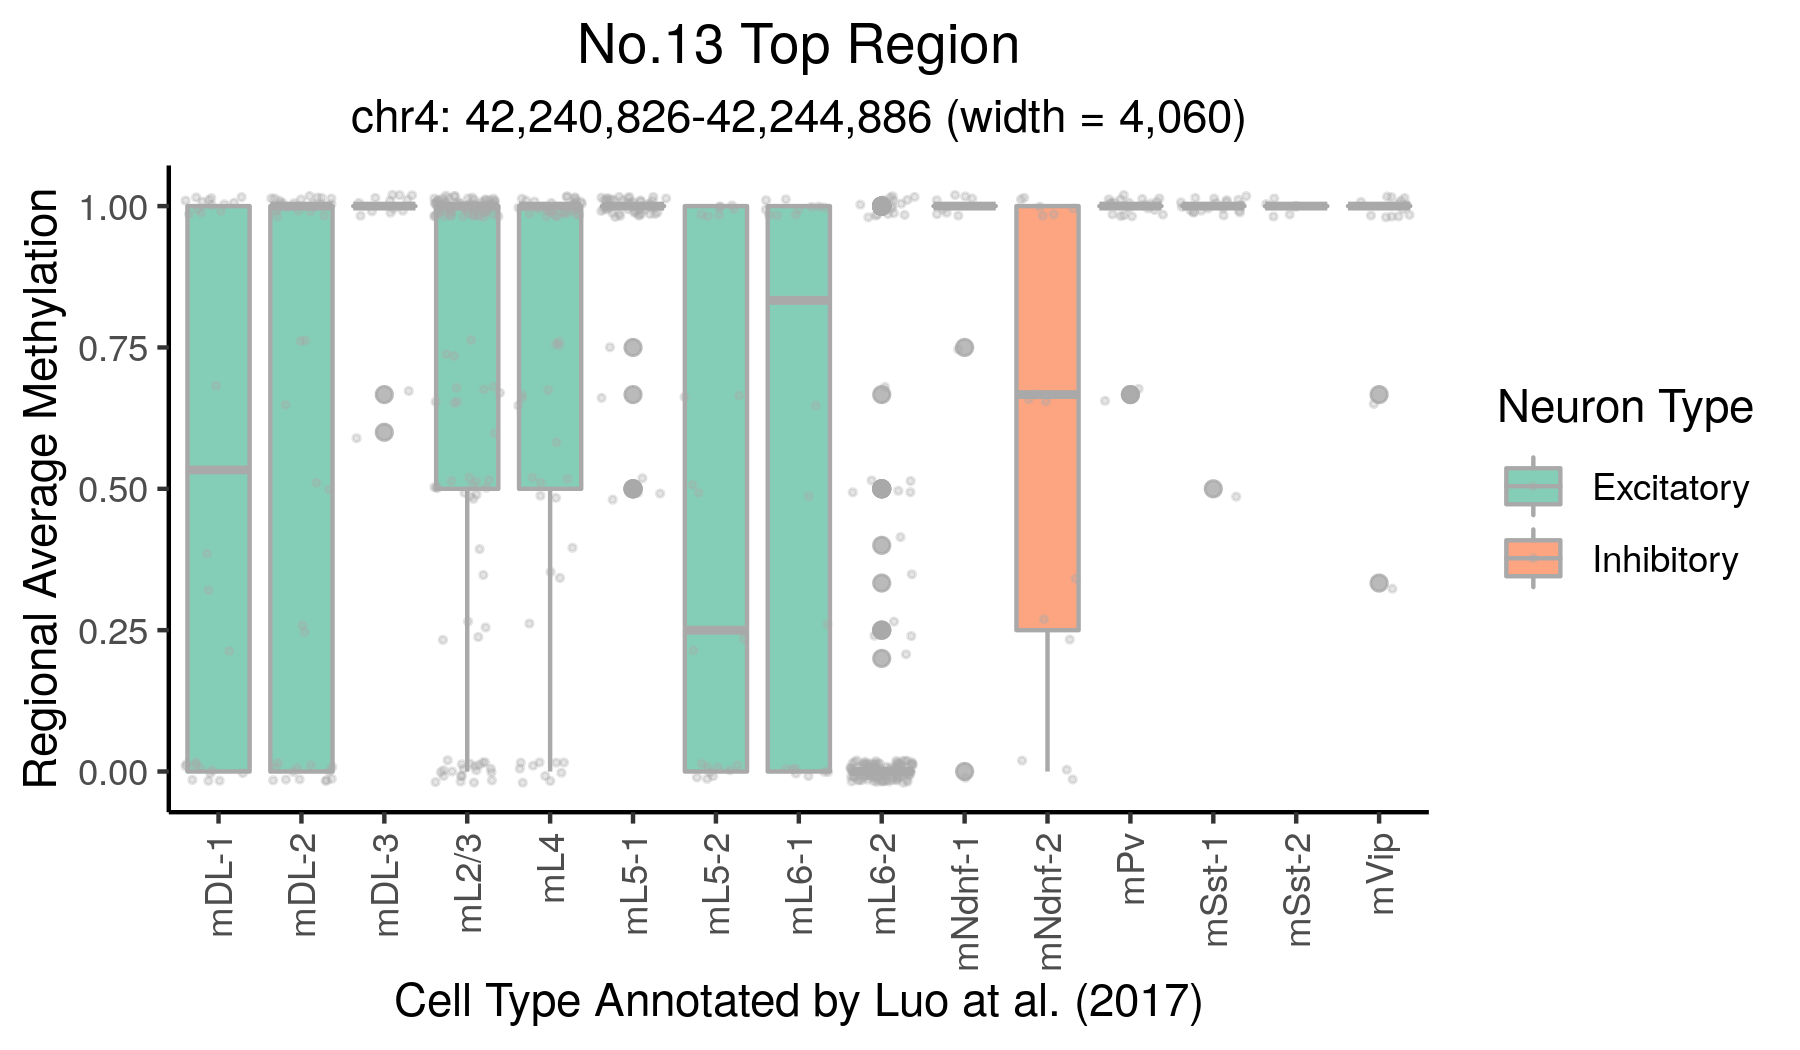 No.13 Top Region
chr4: 42,240,826-42,244,886 (width = 4,060)
Regional Average Methylation
1.00
0.75
0.50
0.25
0.00
mDL-1
mDL-2
mDL-3
mL2/3
mL4
mL5-1
mL5-2
mL6-1
mL6-2
mNdnf-1
mNdnf-2
mPv
mSst-1
mSst-2
mVip
Cell Type Annotated by Luo at al. (2017)
Neuron Type
Excitatory
Inhibitory